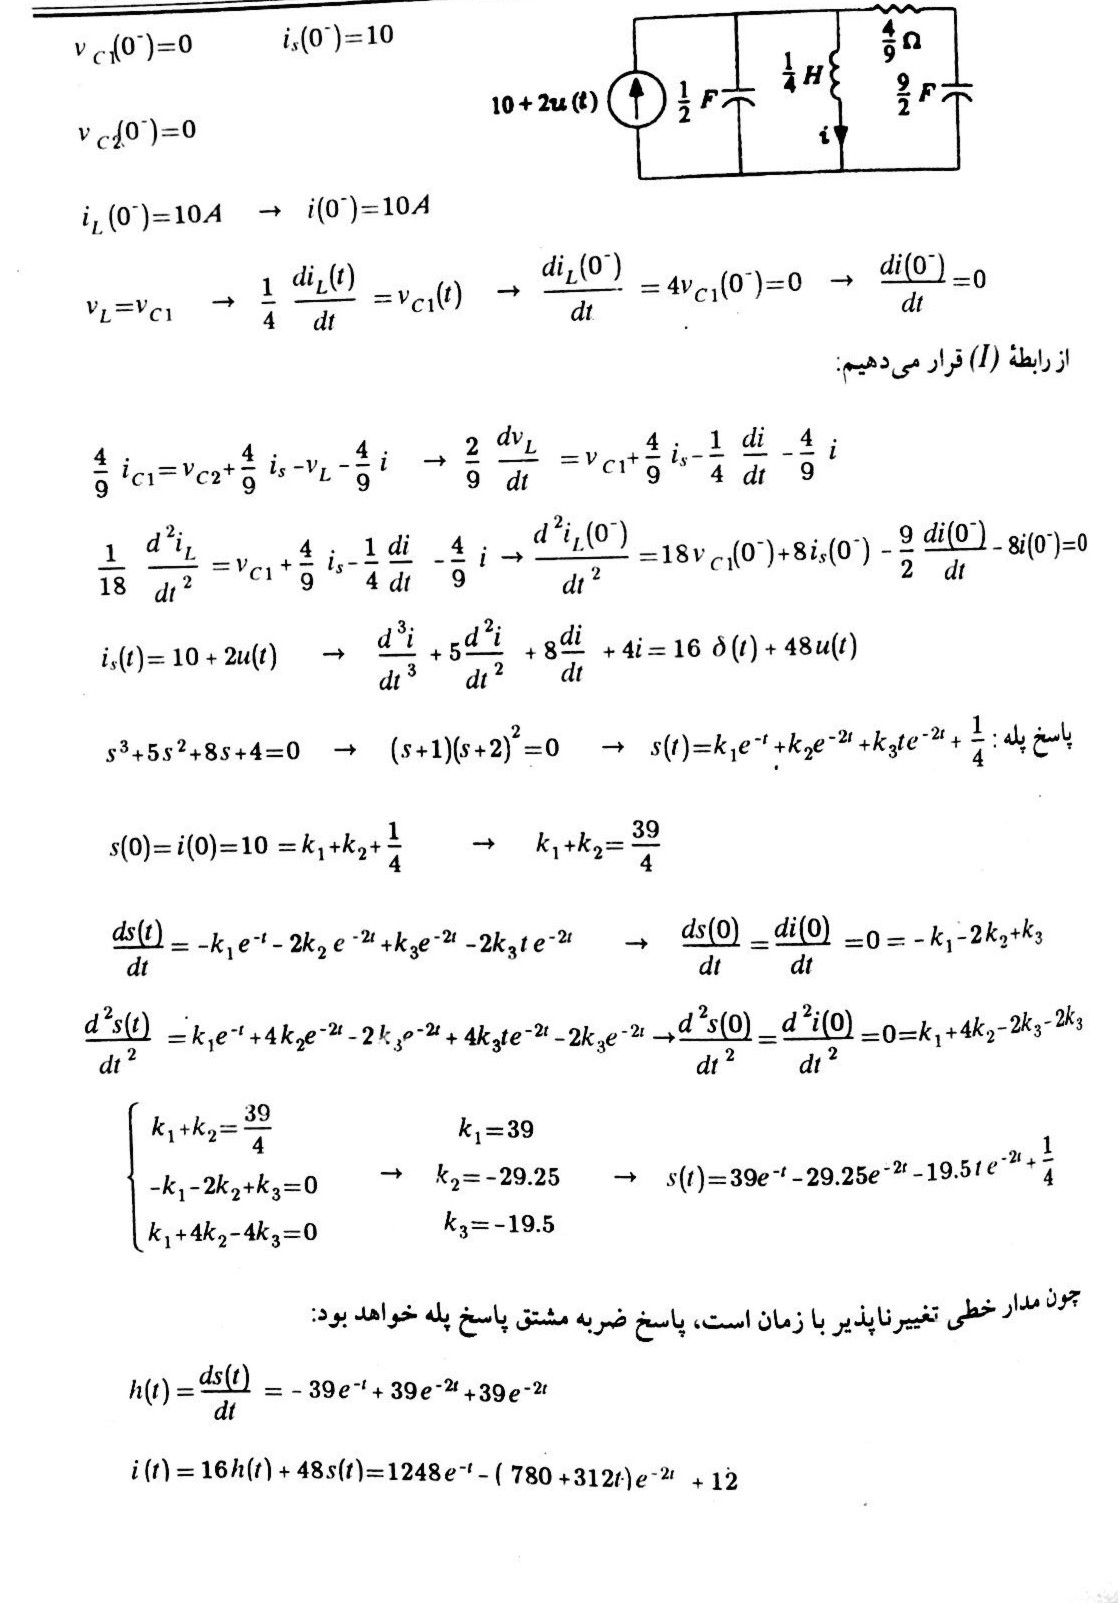 v_C1(0⁻)=0    i_s(0⁻)=10
4/9 Ω
1/4 H
9/2 F
10+2u(t)    1/2 F
i
v_C2(0⁻)=0
i_L(0⁻)=10A → i(0⁻)=10A
v_L=v_C1 → 1/4 di_L(t)/dt = v_C1(t) → di_L(0⁻)/dt = 4v_C1(0⁻)=0 → di(0⁻)/dt = 0
از رابطهٔ (I) قرار می‌دهیم:
4/9 i_C1 = v_C2 + 4/9 i_s - v_L - 4/9 i → 2/9 dv_L/dt = v_C1 + 4/9 i_s - 1/4 di/dt - 4/9 i
1/18 d²i_L/dt² = v_C1 + 4/9 i_s - 1/4 di/dt - 4/9 i → d²i_L(0⁻)/dt² = 18v_C1(0⁻)+8i_s(0⁻) - 9/2 di(0⁻)/dt - 8i(0⁻)=0
i_s(t)= 10 + 2u(t) → d³i/dt³ + 5 d²i/dt² + 8 di/dt + 4i = 16 δ(t) + 48u(t)
s³+5s²+8s+4=0 → (s+1)(s+2)²=0 → s(t)=k₁e^-t+k₂e^-2t+k₃te^-2t + 1/4 : پاسخ پله
s(0)=i(0)=10 =k₁+k₂+1/4 → k₁+k₂=39/4
ds(t)/dt = -k₁e^-t - 2k₂e^-2t + k₃e^-2t - 2k₃te^-2t → ds(0)/dt = di(0)/dt = 0 = -k₁-2k₂+k₃
d²s(t)/dt² = k₁e^-t + 4k₂e^-2t - 2k₃e^-2t + 4k₃te^-2t - 2k₃e^-2t → d²s(0)/dt² = d²i(0)/dt² = 0 = k₁+4k₂-2k₃-2k₃
k₁+k₂=39/4    k₁=39
-k₁-2k₂+k₃=0 → k₂=-29.25 → s(t)=39e^-t -29.25e^-2t -19.5te^-2t + 1/4
k₁+4k₂-4k₃=0    k₃=-19.5
چون مدار خطی تغییرناپذیر با زمان است، پاسخ ضربه مشتق پاسخ پله خواهد بود:
h(t) = ds(t)/dt = - 39e^-t + 39e^-2t + 39e^-2t
i(t) = 16h(t) + 48s(t)=1248e^-t - ( 780 +312t)e^-2t + 12